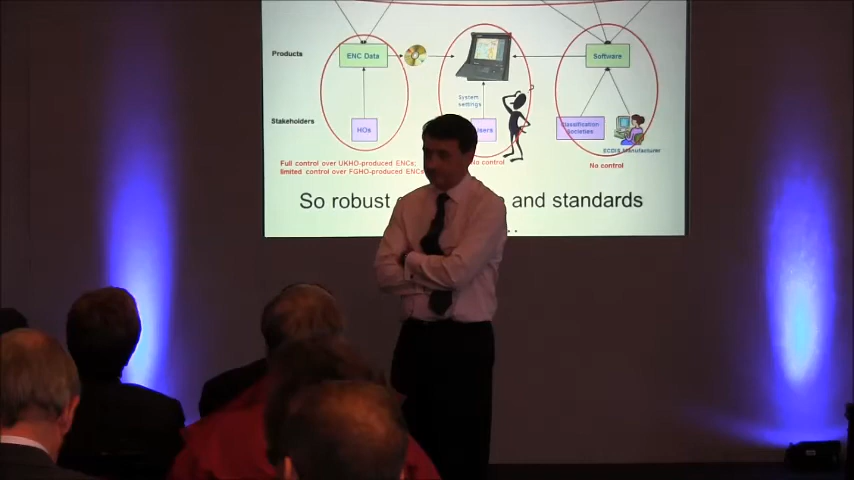 Products
ENC Data
Software
System
settings
Stakeholders
HOs
Users
Classification
Societies
ECDIS Manufacturer
Full control over UKHO-produced ENCs;
limited control over FGHO-produced ENCs
No control
No control
So robust
and standards